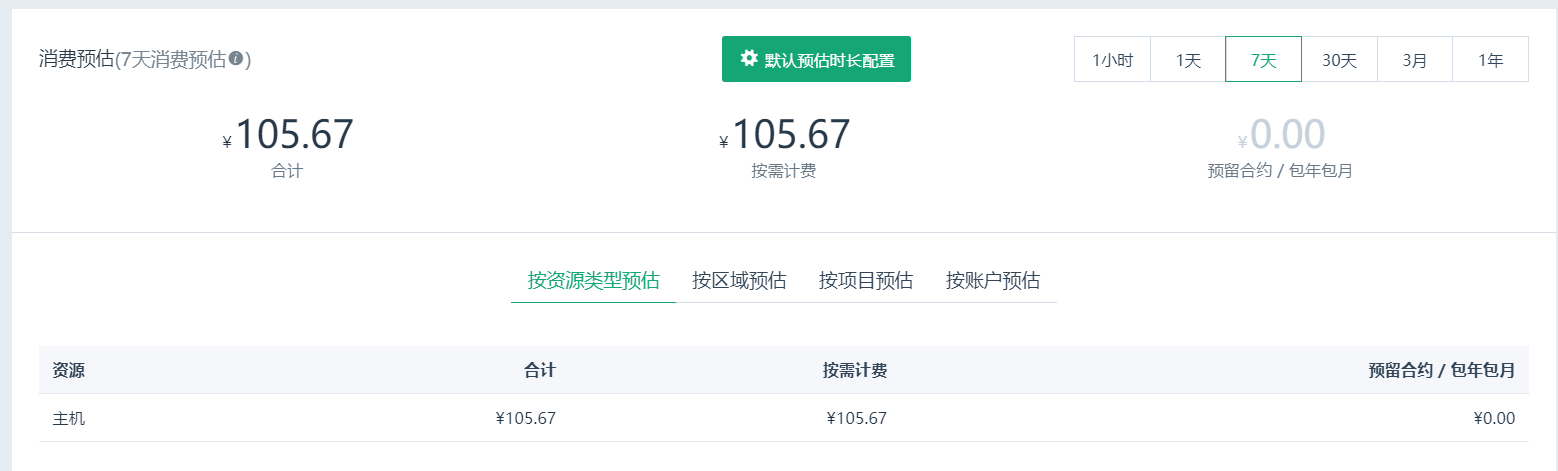 消费预估(7天消费预估 )
默认预估时长配置
1小时 1天 7天 30天 3月 1年
¥105.67 ¥105.67 ¥0.00
合计 按需计费 预留合约 / 包年包月
按资源类型预估 按区域预估 按项目预估 按账户预估
资源 合计 按需计费 预留合约 / 包年包月
主机 ¥105.67 ¥105.67 ¥0.00